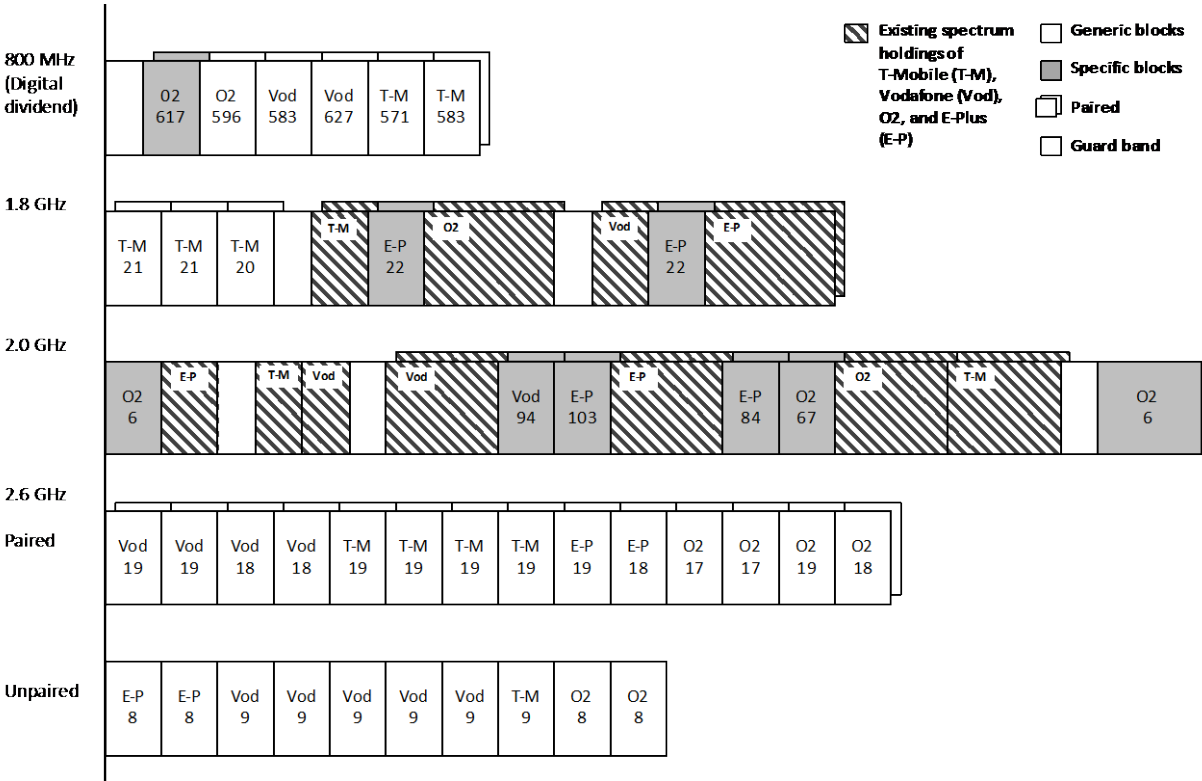 Existing spectrum
holdings of
T-Mobile (T-M),
Vodafone (Vod),
O2, and E-Plus
(E-P)
Generic blocks
Specific blocks
Paired
Guard band
800 MHz
(Digital
dividend)
02 O2 Vod Vod T-M T-M
617 596 583 627 571 583
1.8 GHz
T-M O2 Vod E-P
T-M T-M T-M E-P E-P
21 21 20 22 22
2.0 GHz
E-P T-M Vod Vod E-P O2 T-M
O2 Vod E-P E-P O2 O2
6 94 103 84 67 6
2.6 GHz
Paired
Vod Vod Vod Vod T-M T-M T-M T-M E-P E-P O2 O2 O2 O2
19 19 18 18 19 19 19 19 19 18 17 17 19 18
Unpaired
E-P E-P Vod Vod Vod Vod Vod T-M O2 O2
8 8 9 9 9 9 9 9 8 8